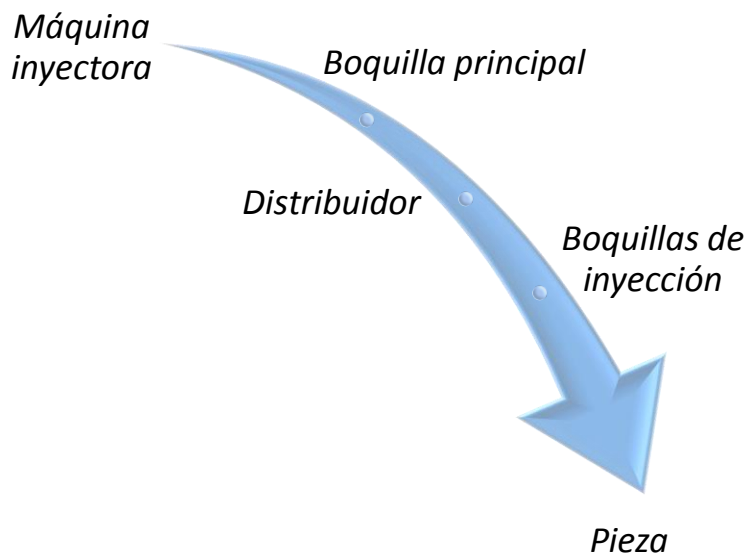 Máquina
inyectora
Boquilla principal
Distribuidor
Boquillas de
inyección
Pieza